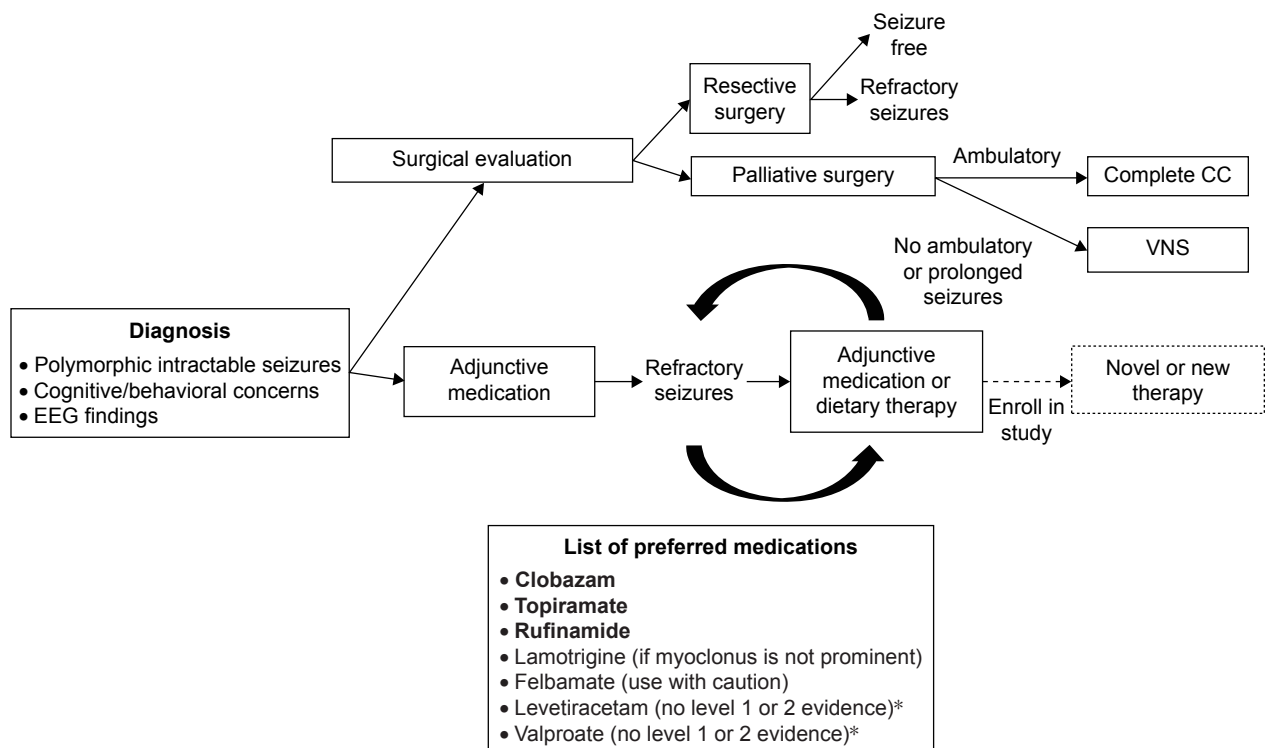 Seizure
free
Resective
surgery
Refractory
seizures
Surgical evaluation
Palliative surgery
Ambulatory
Complete CC
No ambulatory
or prolonged
seizures
VNS
Diagnosis
• Polymorphic intractable seizures
• Cognitive/behavioral concerns
• EEG findings
Adjunctive
medication
Refractory
seizures
Adjunctive
medication or
dietary therapy
Enroll in
study
Novel or new
therapy
List of preferred medications
• Clobazam
• Topiramate
• Rufinamide
• Lamotrigine (if myoclonus is not prominent)
• Felbamate (use with caution)
• Levetiracetam (no level 1 or 2 evidence)*
• Valproate (no level 1 or 2 evidence)*